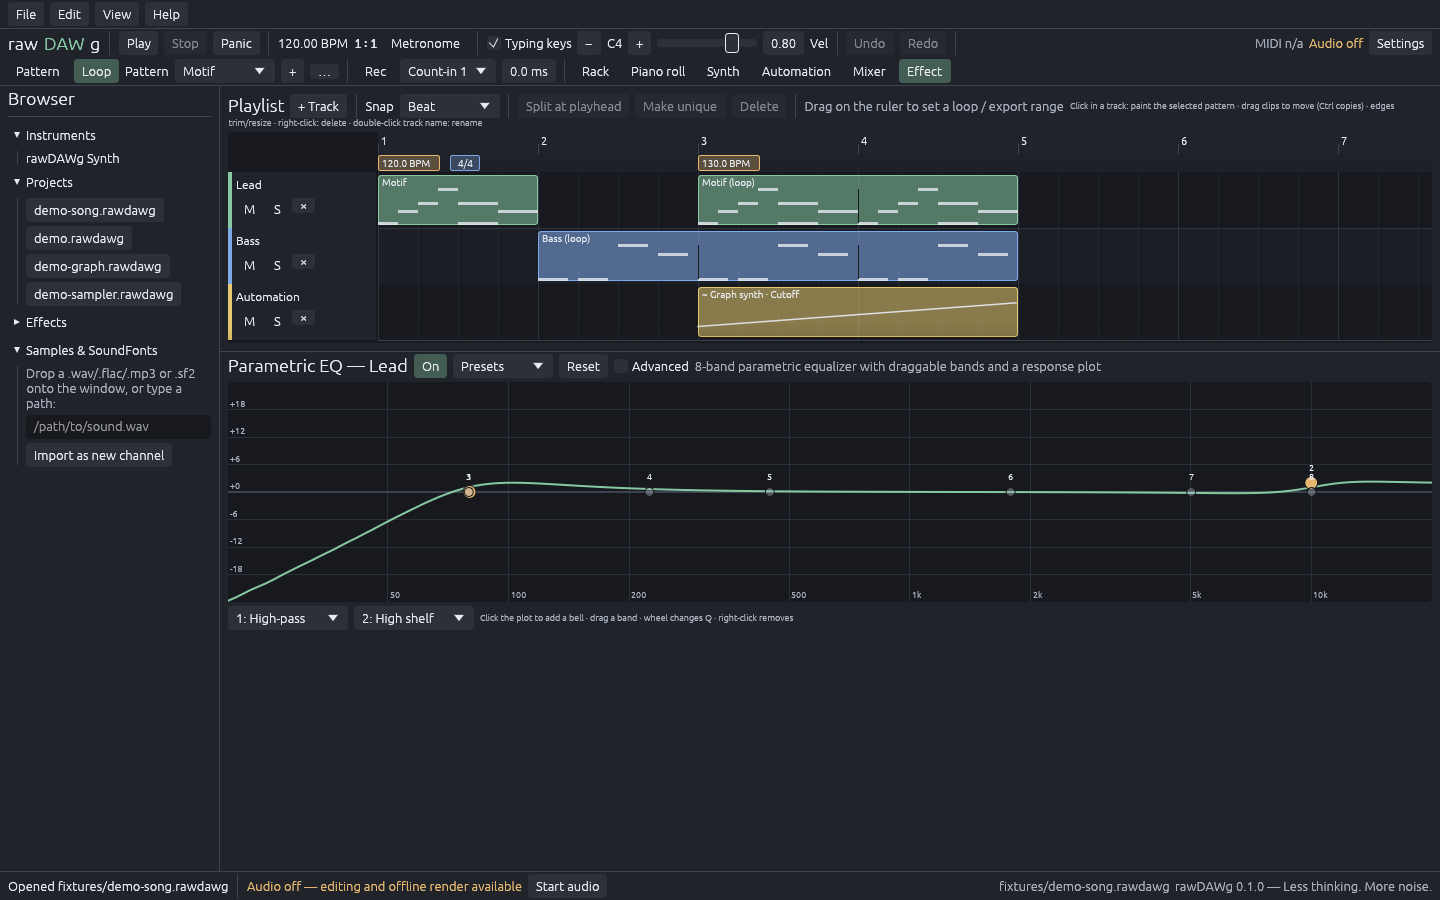 File Edit View Help
raw DAW g Play Stop Panic 120.00 BPM 1:1 Metronome Typing keys − C4 + 0.80 Vel Undo Redo MIDI n/a Audio off Settings
Pattern Loop Pattern Motif + ... Rec Count-in 1 0.0 ms Rack Piano roll Synth Automation Mixer Effect
Browser
Instruments
rawDAWg Synth
Projects
demo-song.rawdawg
demo.rawdawg
demo-graph.rawdawg
demo-sampler.rawdawg
Effects
Samples & SoundFonts
Drop a .wav/.flac/.mp3 or .sf2
onto the window, or type a
path:
/path/to/sound.wav
Import as new channel
Playlist + Track Snap Beat Split at playhead Make unique Delete Drag on the ruler to set a loop / export range Click in a track: paint the selected pattern · drag clips to move (Ctrl copies) · edges
trim/resize · right-click: delete · double-click track name: rename
1 2 3 4 5 6 7
120.0 BPM 4/4 130.0 BPM
Lead
M S ×
Motif Motif (loop)
Bass
M S ×
Bass (loop)
Automation
M S ×
~ Graph synth · Cutoff
Parametric EQ — Lead On Presets Reset Advanced 8-band parametric equalizer with draggable bands and a response plot
+18
+12
+6
+0
-6
-12
-18
3 4 5 6 7 2
8
50 100 200 500 1k 2k 5k 10k
1: High-pass 2: High shelf Click the plot to add a bell · drag a band · wheel changes Q · right-click removes
Opened fixtures/demo-song.rawdawg Audio off — editing and offline render available Start audio fixtures/demo-song.rawdawg rawDAWg 0.1.0 — Less thinking. More noise.